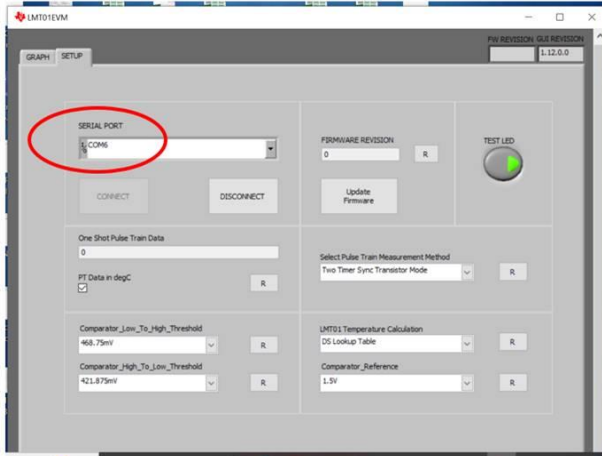 LMT01EVM
FW REVISION GUI REVISION
1.12.0.0
GRAPH SETUP
SERIAL PORT
COM6
FIRMWARE REVISION
0 R
TEST LED
CONNECT DISCONNECT
Update
Firmware
One Shot Pulse Train Data
0
PT Data in degC
R
Select Pulse Train Measurement Method
Two Timer Sync Transistor Mode R
Comparator_Low_To_High_Threshold
468.75mV R
LMT01 Temperature Calculation
DS Lookup Table R
Comparator_High_To_Low_Threshold
421.875mV R
Comparator_Reference
1.5V R